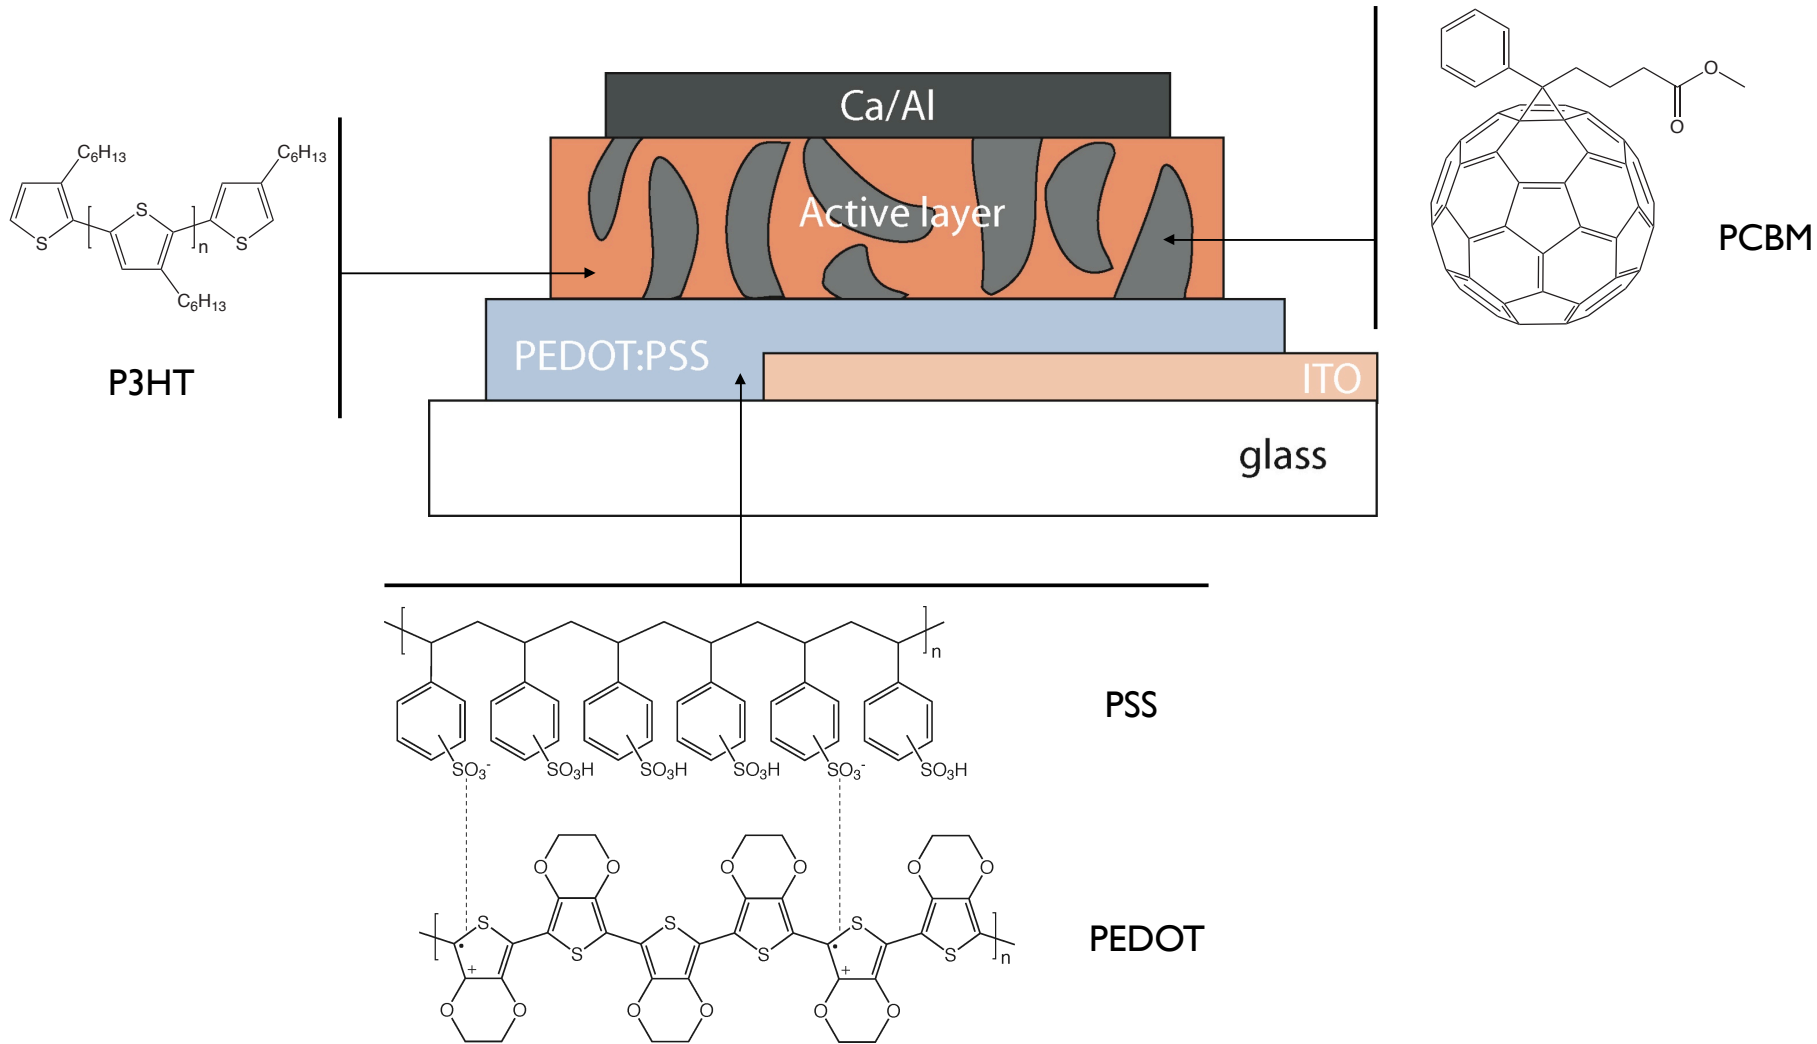 Ca/Al
Active layer
PEDOT:PSS
ITO
glass
C6H13
C6H13
S
S
S
n
C6H13
P3HT
O
O
PCBM
n
SO3-
SO3H
SO3H
SO3H
SO3-
SO3H
PSS
O
O
O
O
O
O
S
S
S
S
S
S
+
+
n
O
O
O
O
O
O
PEDOT